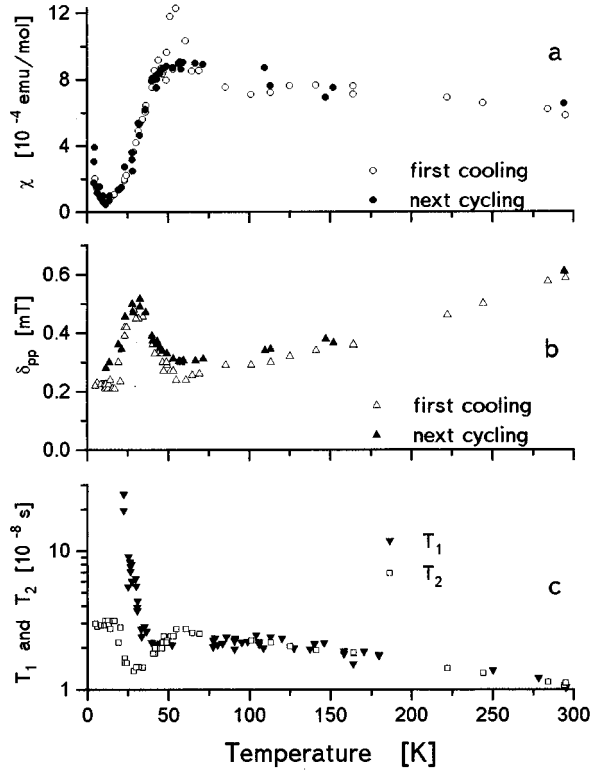 12
8
4
0
χ [10⁻⁴ emu/mol]
a
○ first cooling
● next cycling
0.6
0.4
0.2
0.0
δpp [mT]
b
△ first cooling
▲ next cycling
10
1
T₁ and T₂ [10⁻⁸ s]
▼ T₁
□ T₂
c
0 50 100 150 200 250 300
Temperature [K]